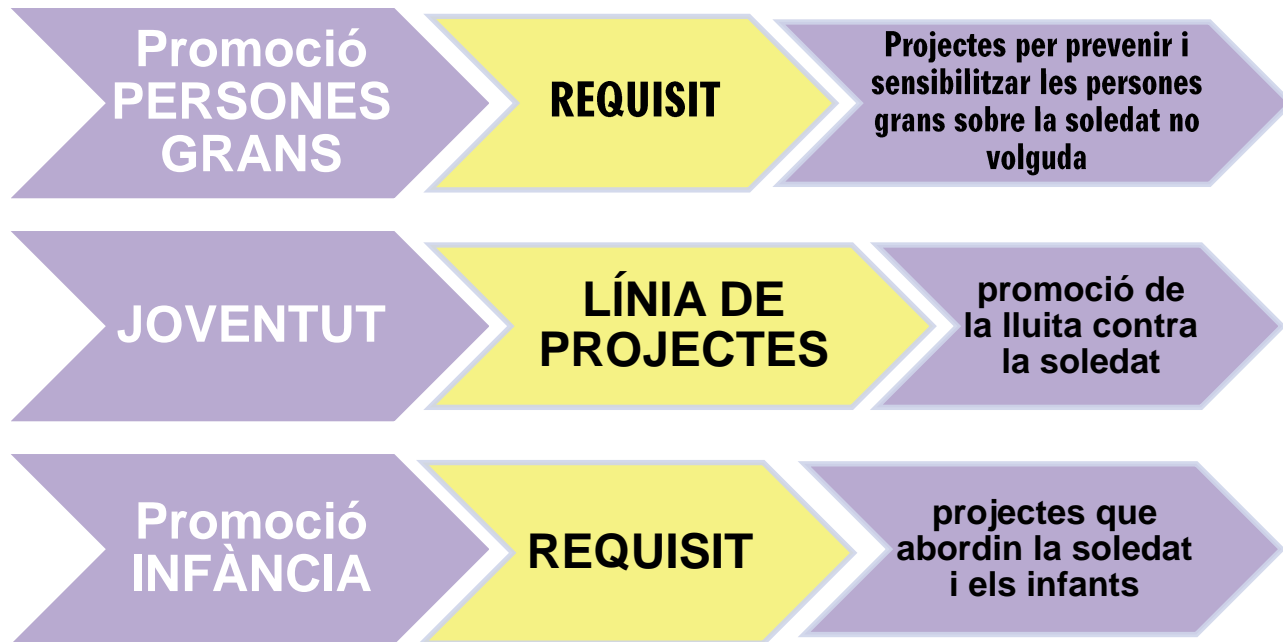 Promoció
PERSONES
GRANS
REQUISIT
Projectes per prevenir i
sensibilitzar les persones
grans sobre la soledat no
volguda
JOVENTUT
LÍNIA DE
PROJECTES
promoció de
la lluita contra
la soledat
Promoció
INFÀNCIA
REQUISIT
projectes que
abordin la soledat
i els infants